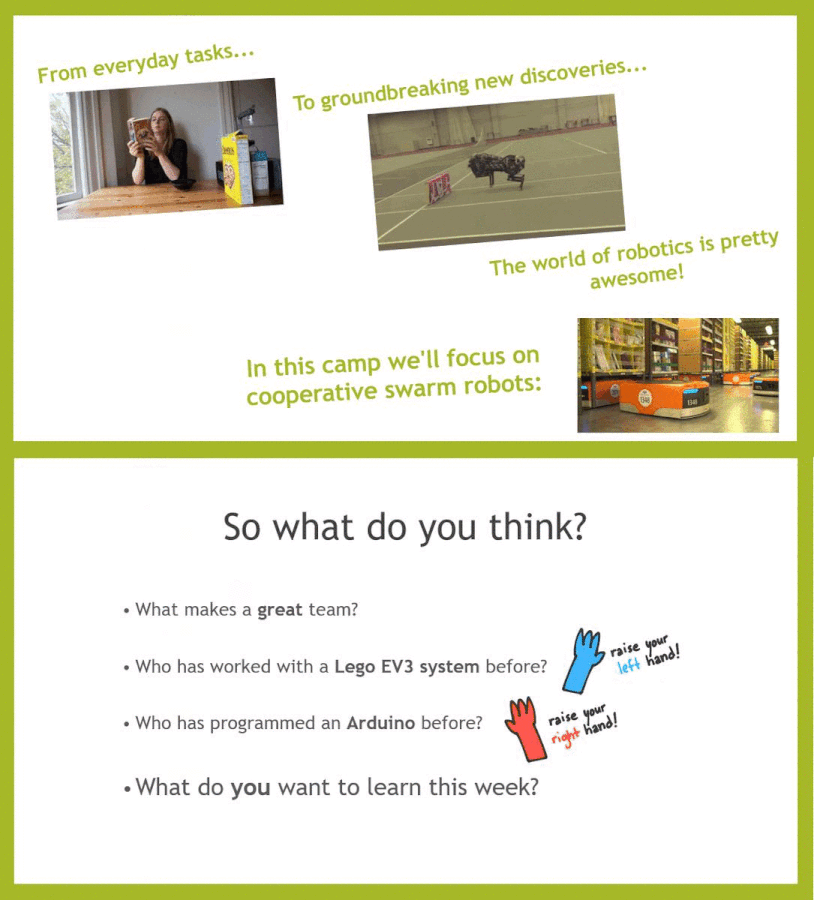 From everyday tasks...
To groundbreaking new discoveries...
The world of robotics is pretty
awesome!
In this camp we'll focus on
cooperative swarm robots:
So what do you think?
• What makes a great team?
• Who has worked with a Lego EV3 system before?
raise your
left hand!
• Who has programmed an Arduino before?
raise your
right hand!
• What do you want to learn this week?